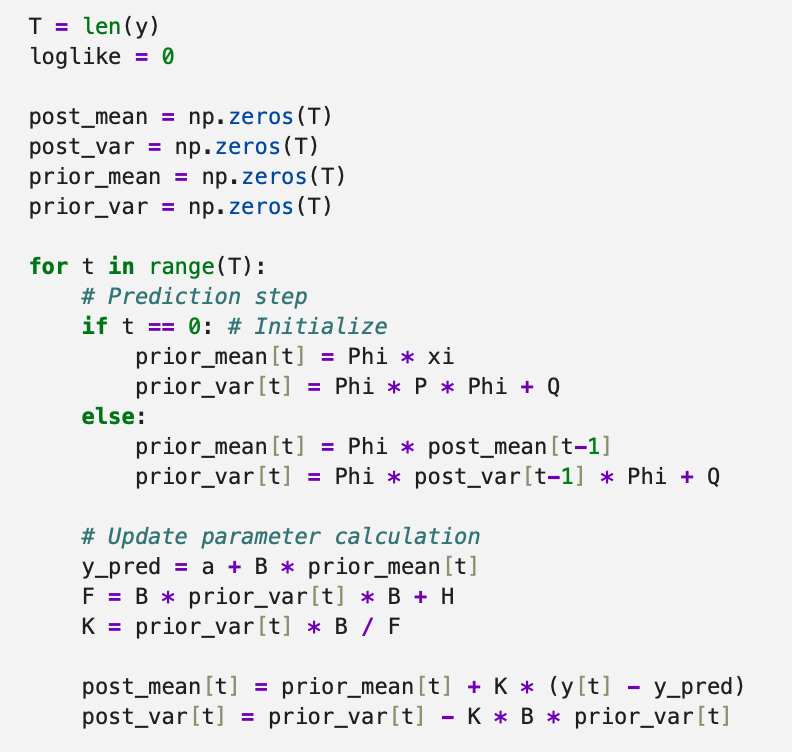 T = len(y)
loglike = 0

post_mean = np.zeros(T)
post_var = np.zeros(T)
prior_mean = np.zeros(T)
prior_var = np.zeros(T)

for t in range(T):
    # Prediction step
    if t == 0: # Initialize
        prior_mean[t] = Phi * xi
        prior_var[t] = Phi * P * Phi + Q
    else:
        prior_mean[t] = Phi * post_mean[t-1]
        prior_var[t] = Phi * post_var[t-1] * Phi + Q

    # Update parameter calculation
    y_pred = a + B * prior_mean[t]
    F = B * prior_var[t] * B + H
    K = prior_var[t] * B / F

    post_mean[t] = prior_mean[t] + K * (y[t] - y_pred)
    post_var[t] = prior_var[t] - K * B * prior_var[t]